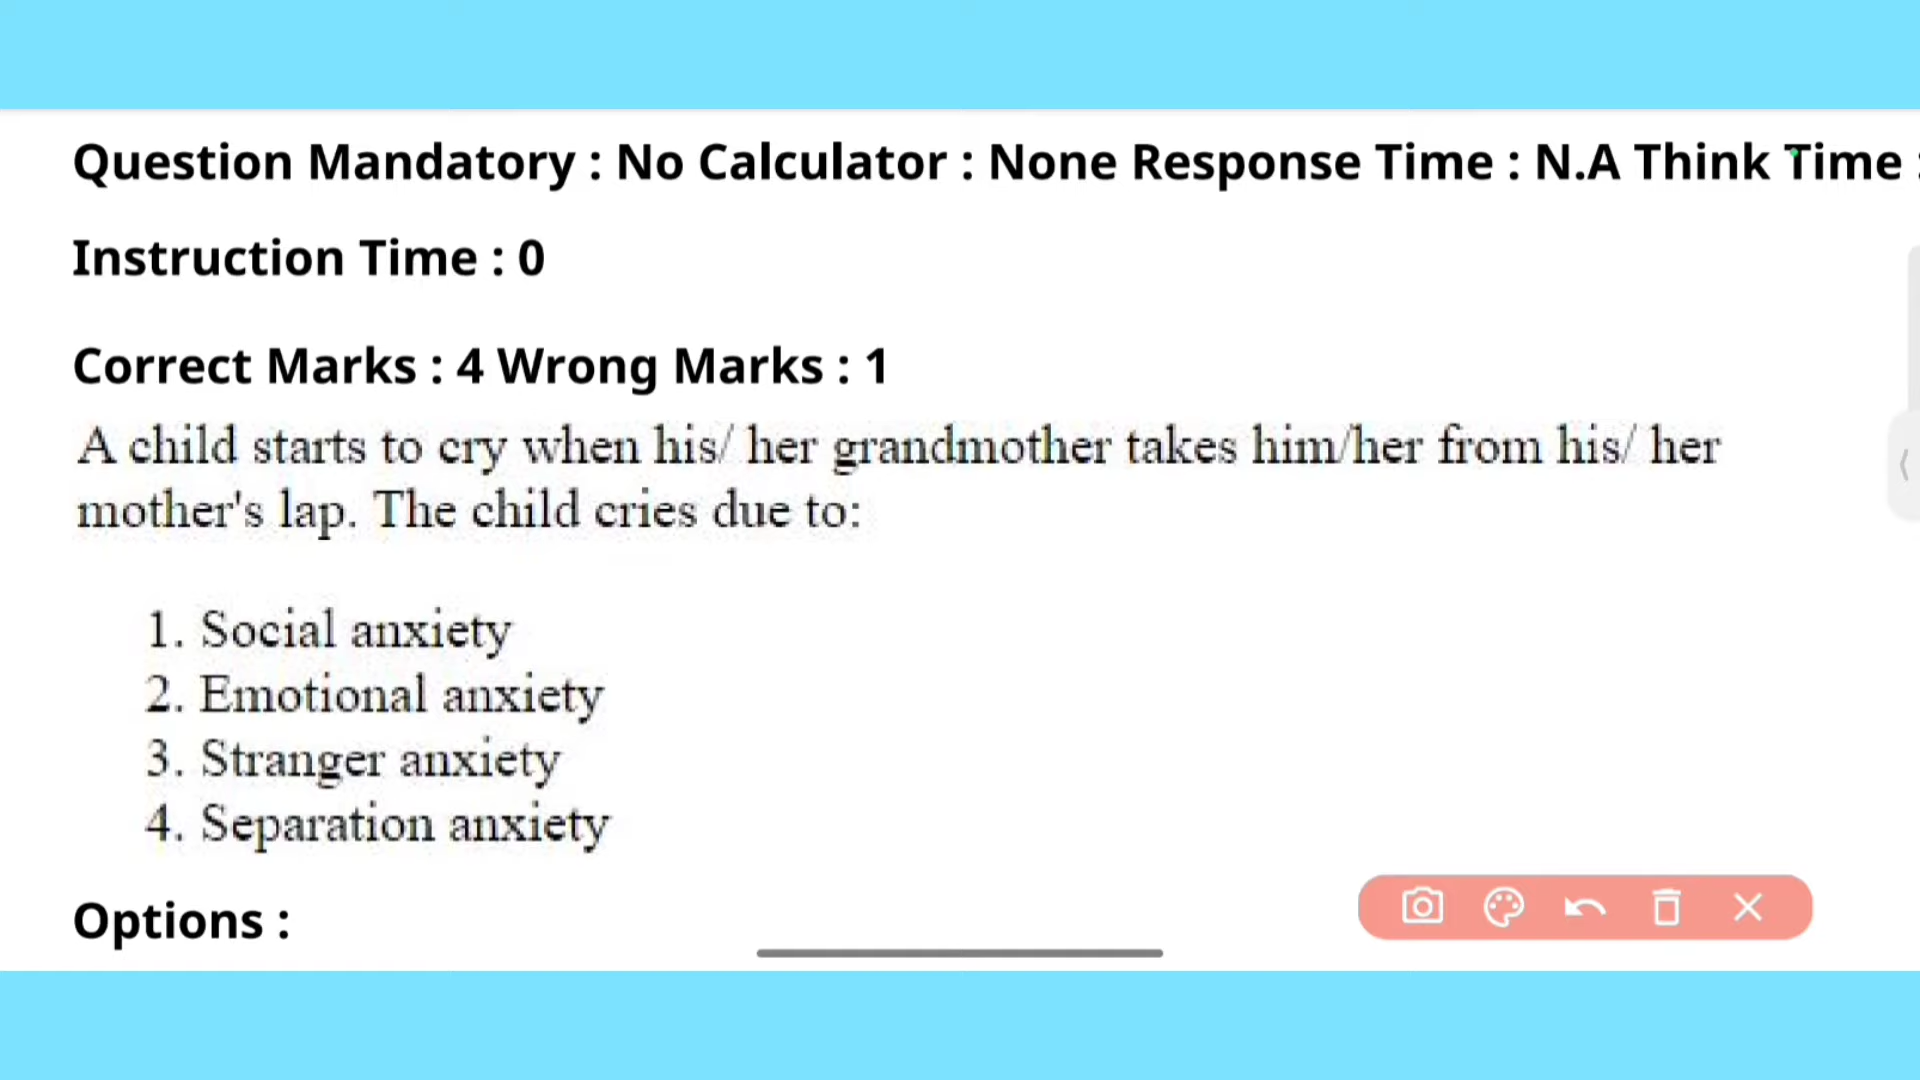 Question Mandatory : No Calculator : None Response Time : N.A Think Time :
Instruction Time : 0
Correct Marks : 4 Wrong Marks : 1
A child starts to cry when his/ her grandmother takes him/her from his/ her
mother's lap. The child cries due to:
1. Social anxiety
2. Emotional anxiety
3. Stranger anxiety
4. Separation anxiety
Options :